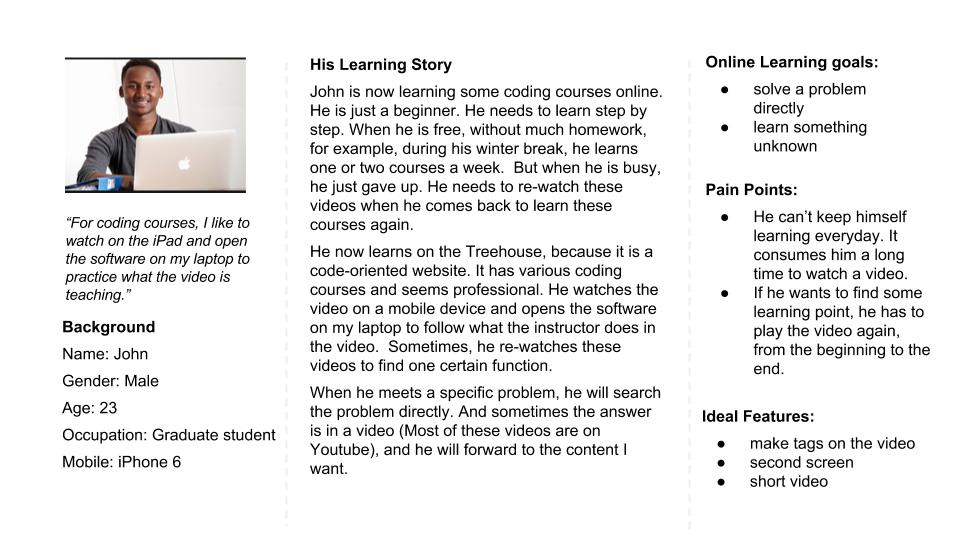 “For coding courses, I like to
watch on the iPad and open
the software on my laptop to
practice what the video is
teaching.”
Background
Name: John
Gender: Male
Age: 23
Occupation: Graduate student
Mobile: iPhone 6
His Learning Story
John is now learning some coding courses online.
He is just a beginner. He needs to learn step by
step. When he is free, without much homework,
for example, during his winter break, he learns
one or two courses a week.  But when he is busy,
he just gave up. He needs to re-watch these
videos when he comes back to learn these
courses again.
He now learns on the Treehouse, because it is a
code-oriented website. It has various coding
courses and seems professional. He watches the
video on a mobile device and opens the software
on my laptop to follow what the instructor does in
the video.  Sometimes, he re-watches these
videos to find one certain function.
When he meets a specific problem, he will search
the problem directly. And sometimes the answer
is in a video (Most of these videos are on
Youtube), and he will forward to the content I
want.
Online Learning goals:
● solve a problem
directly
● learn something
unknown
Pain Points:
● He can’t keep himself
learning everyday. It
consumes him a long
time to watch a video.
● If he wants to find some
learning point, he has to
play the video again,
from the beginning to the
end.
Ideal Features:
● make tags on the video
● second screen
● short video